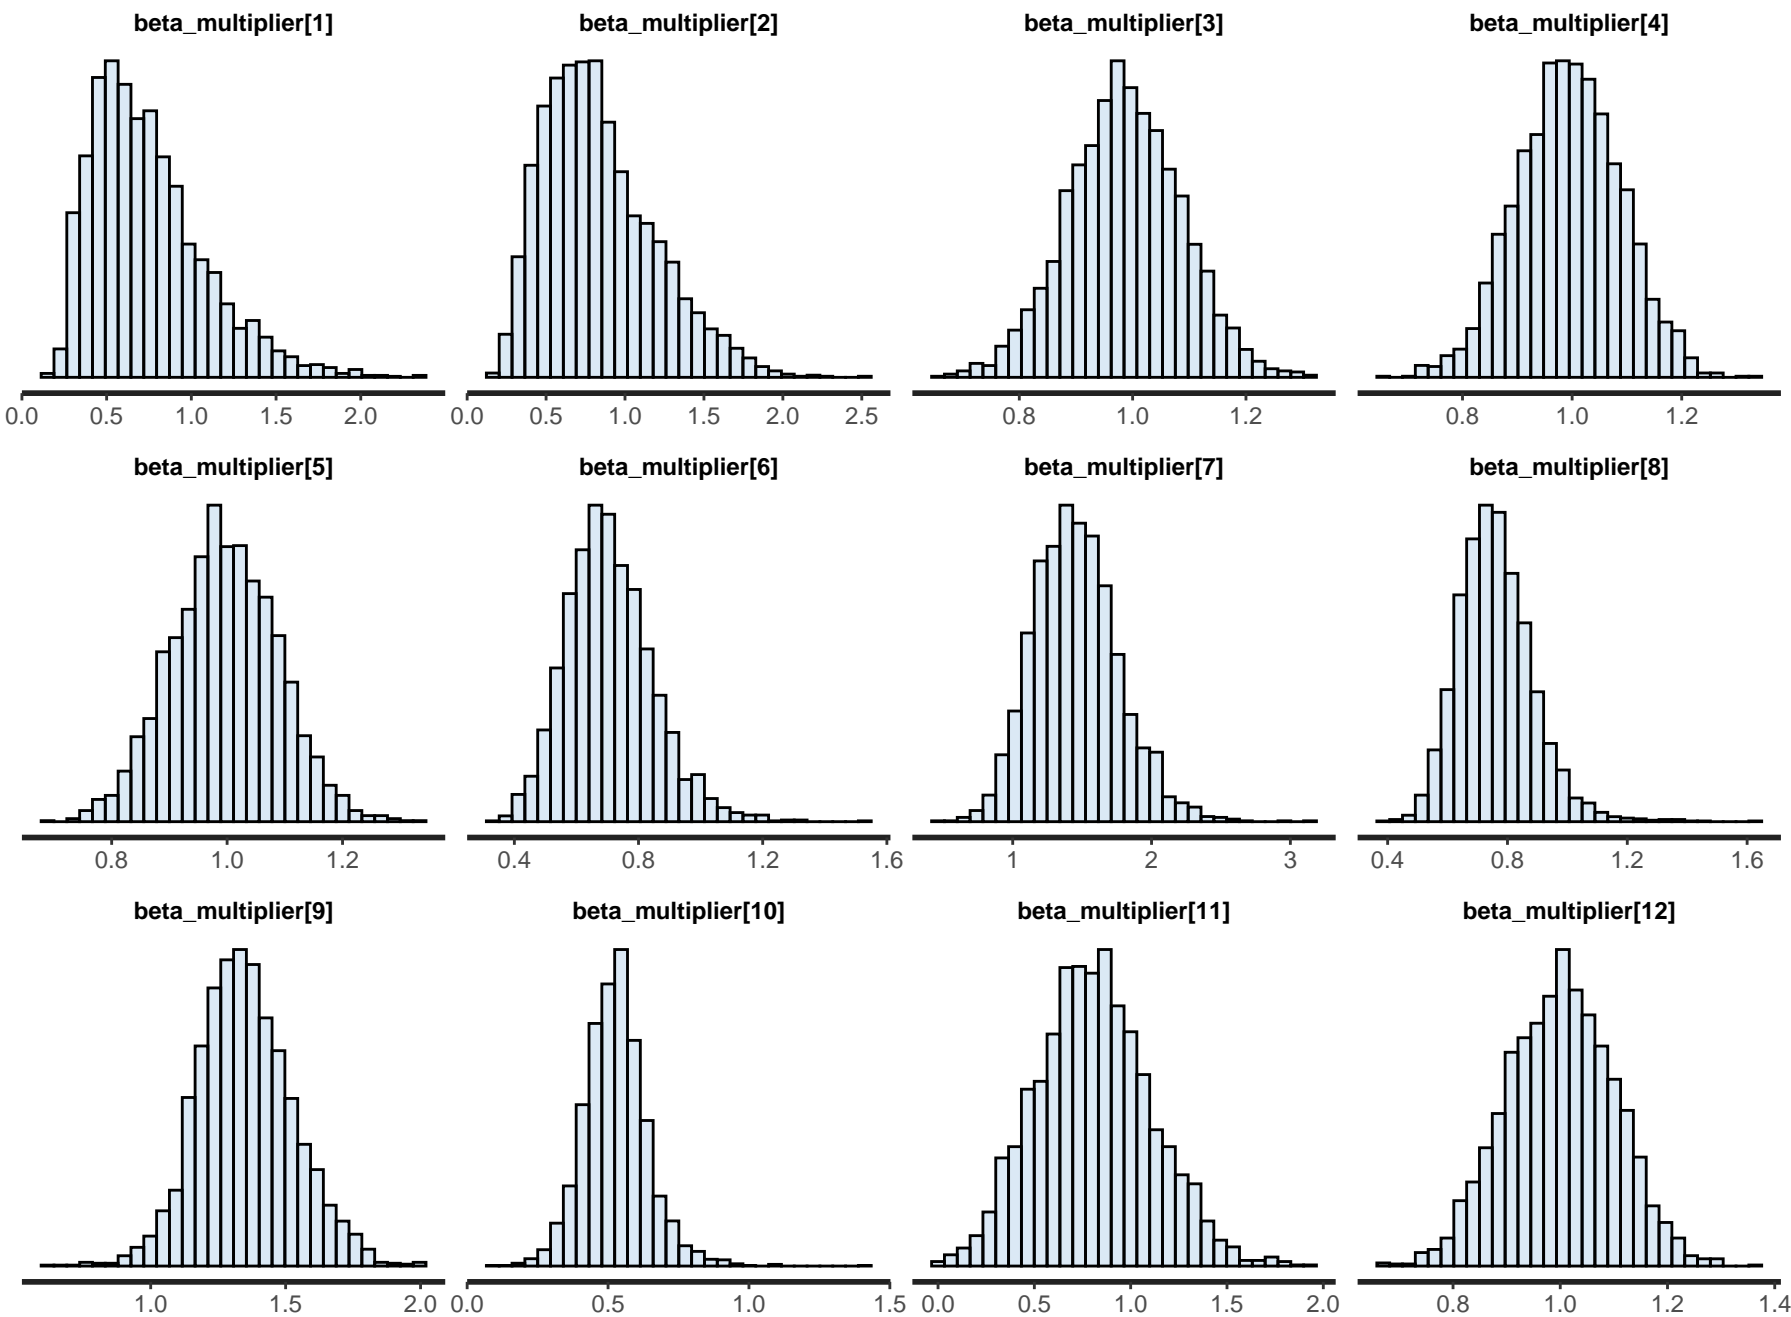 beta_multiplier[1] beta_multiplier[2] beta_multiplier[3] beta_multiplier[4]
0.0 0.5 1.0 1.5 2.0 0.0 0.5 1.0 1.5 2.0 2.5 0.8 1.0 1.2 0.8 1.0 1.2
beta_multiplier[5] beta_multiplier[6] beta_multiplier[7] beta_multiplier[8]
0.8 1.0 1.2 0.4 0.8 1.2 1.6 1 2 3 0.4 0.8 1.2 1.6
beta_multiplier[9] beta_multiplier[10] beta_multiplier[11] beta_multiplier[12]
1.0 1.5 2.0 0.0 0.5 1.0 1.5 0.0 0.5 1.0 1.5 2.0 0.8 1.0 1.2 1.4